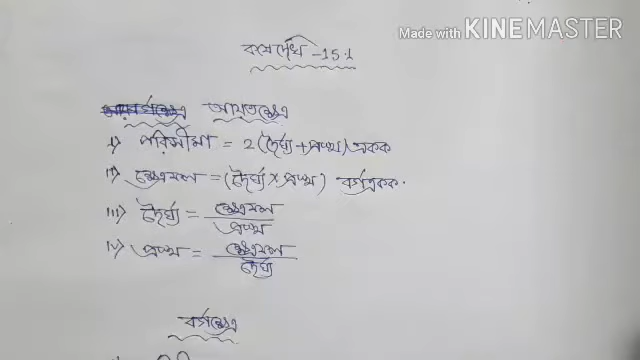 Made with KINEMASTER
কষে দেখি - 15.1
আয়তক্ষেত্র
i) পরিসীমা = 2 (দৈর্ঘ্য + প্রস্থ) একক
ii) ক্ষেত্রফল = (দৈর্ঘ্য × প্রস্থ) বর্গএকক.
iii) দৈর্ঘ্য = ক্ষেত্রফল / প্রস্থ
iv) প্রস্থ = ক্ষেত্রফল / দৈর্ঘ্য
বর্গক্ষেত্র